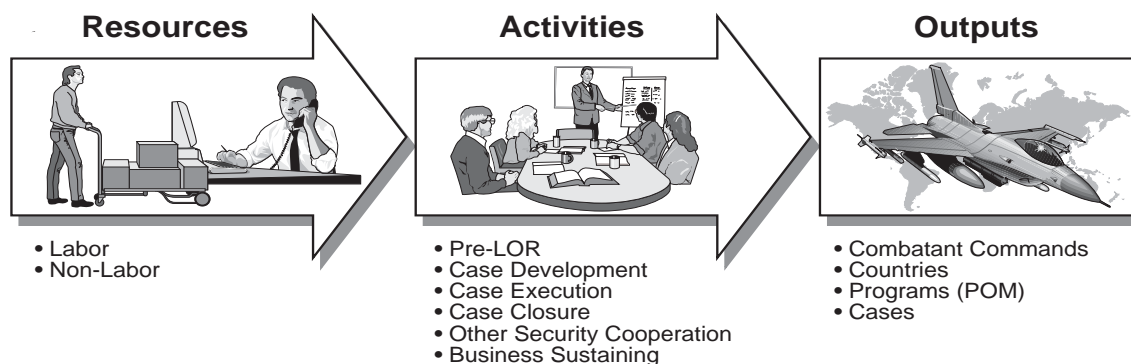 Resources
• Labor
• Non-Labor
Activities
• Pre-LOR
• Case Development
• Case Execution
• Case Closure
• Other Security Cooperation
• Business Sustaining
Outputs
• Combatant Commands
• Countries
• Programs (POM)
• Cases